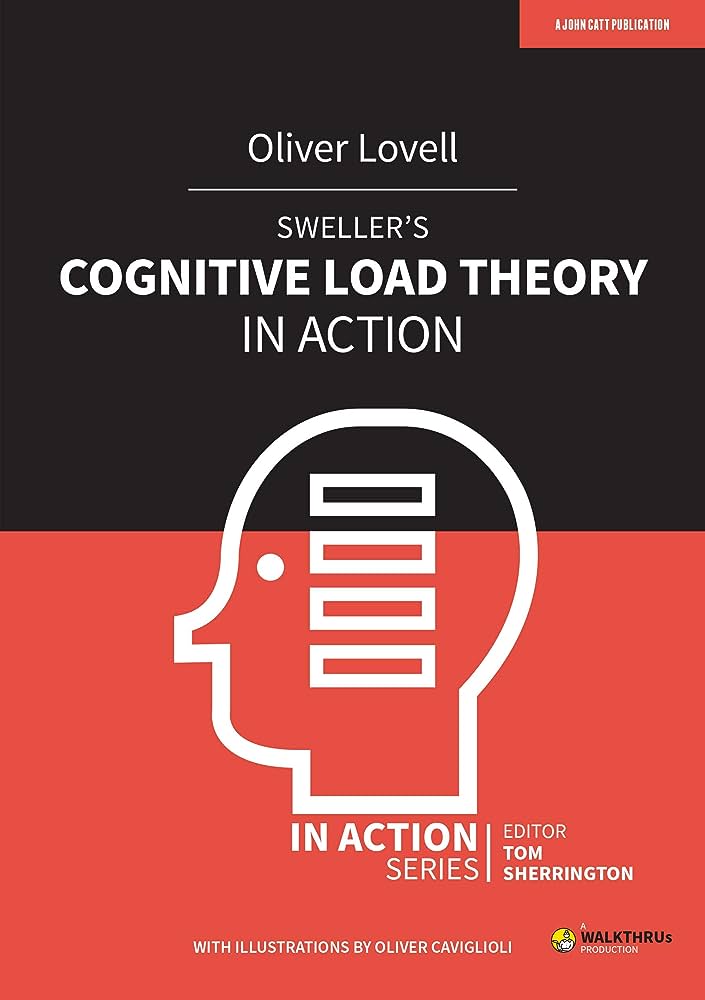 A JOHN CATT PUBLICATION
Oliver Lovell
SWELLER'S
COGNITIVE LOAD THEORY
IN ACTION
IN ACTION
SERIES
EDITOR
TOM
SHERRINGTON
WITH ILLUSTRATIONS BY OLIVER CAVIGLIOLI
A
WALKTHRUs
PRODUCTION